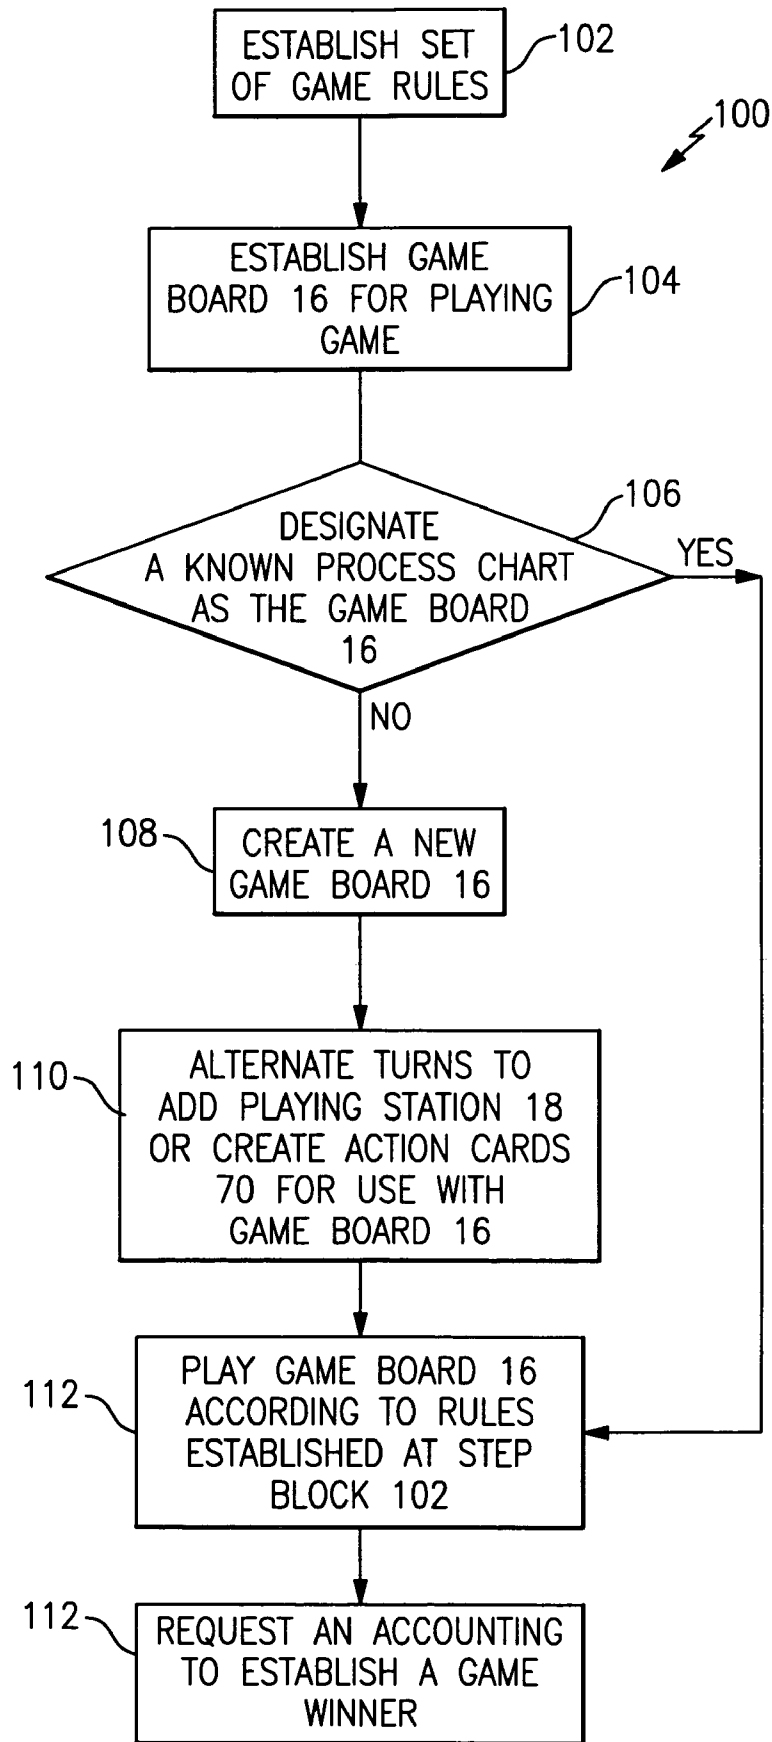 ESTABLISH SET
OF GAME RULES
102
100
ESTABLISH GAME
BOARD 16 FOR PLAYING
GAME
104
106
DESIGNATE
A KNOWN PROCESS CHART
AS THE GAME BOARD
16
YES
NO
108
CREATE A NEW
GAME BOARD 16
110
ALTERNATE TURNS TO
ADD PLAYING STATION 18
OR CREATE ACTION CARDS
70 FOR USE WITH
GAME BOARD 16
112
PLAY GAME BOARD 16
ACCORDING TO RULES
ESTABLISHED AT STEP
BLOCK 102
112
REQUEST AN ACCOUNTING
TO ESTABLISH A GAME
WINNER